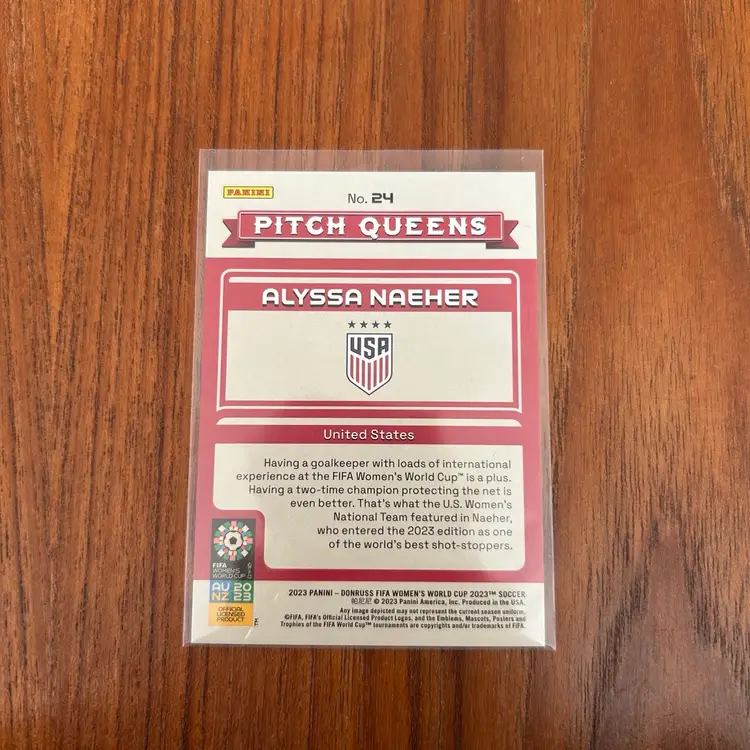 PANINI
No. 24
PITCH QUEENS
ALYSSA NAEHER
USA
United States
Having a goalkeeper with loads of international
experience at the FIFA Women's World Cup™ is a plus.
Having a two-time champion protecting the net is
even better. That's what the U.S. Women's
National Team featured in Naeher,
who entered the 2023 edition as one
of the world's best shot-stoppers.
FIFA
WOMEN'S
WORLD CUP
AU 20
NZ 23
OFFICIAL
LICENSED
PRODUCT
™
2023 PANINI – DONRUSS FIFA WOMEN'S WORLD CUP 2023™ SOCCER
帕尼尼 © 2023 Panini America, Inc. Produced in the USA.
Any image depicted may not represent the current season uniform.
©FIFA, FIFA's Official Licensed Product Logos, and the Emblems, Mascots, Posters and
Trophies of the FIFA World Cup™ tournaments are copyrights and/or trademarks of FIFA.